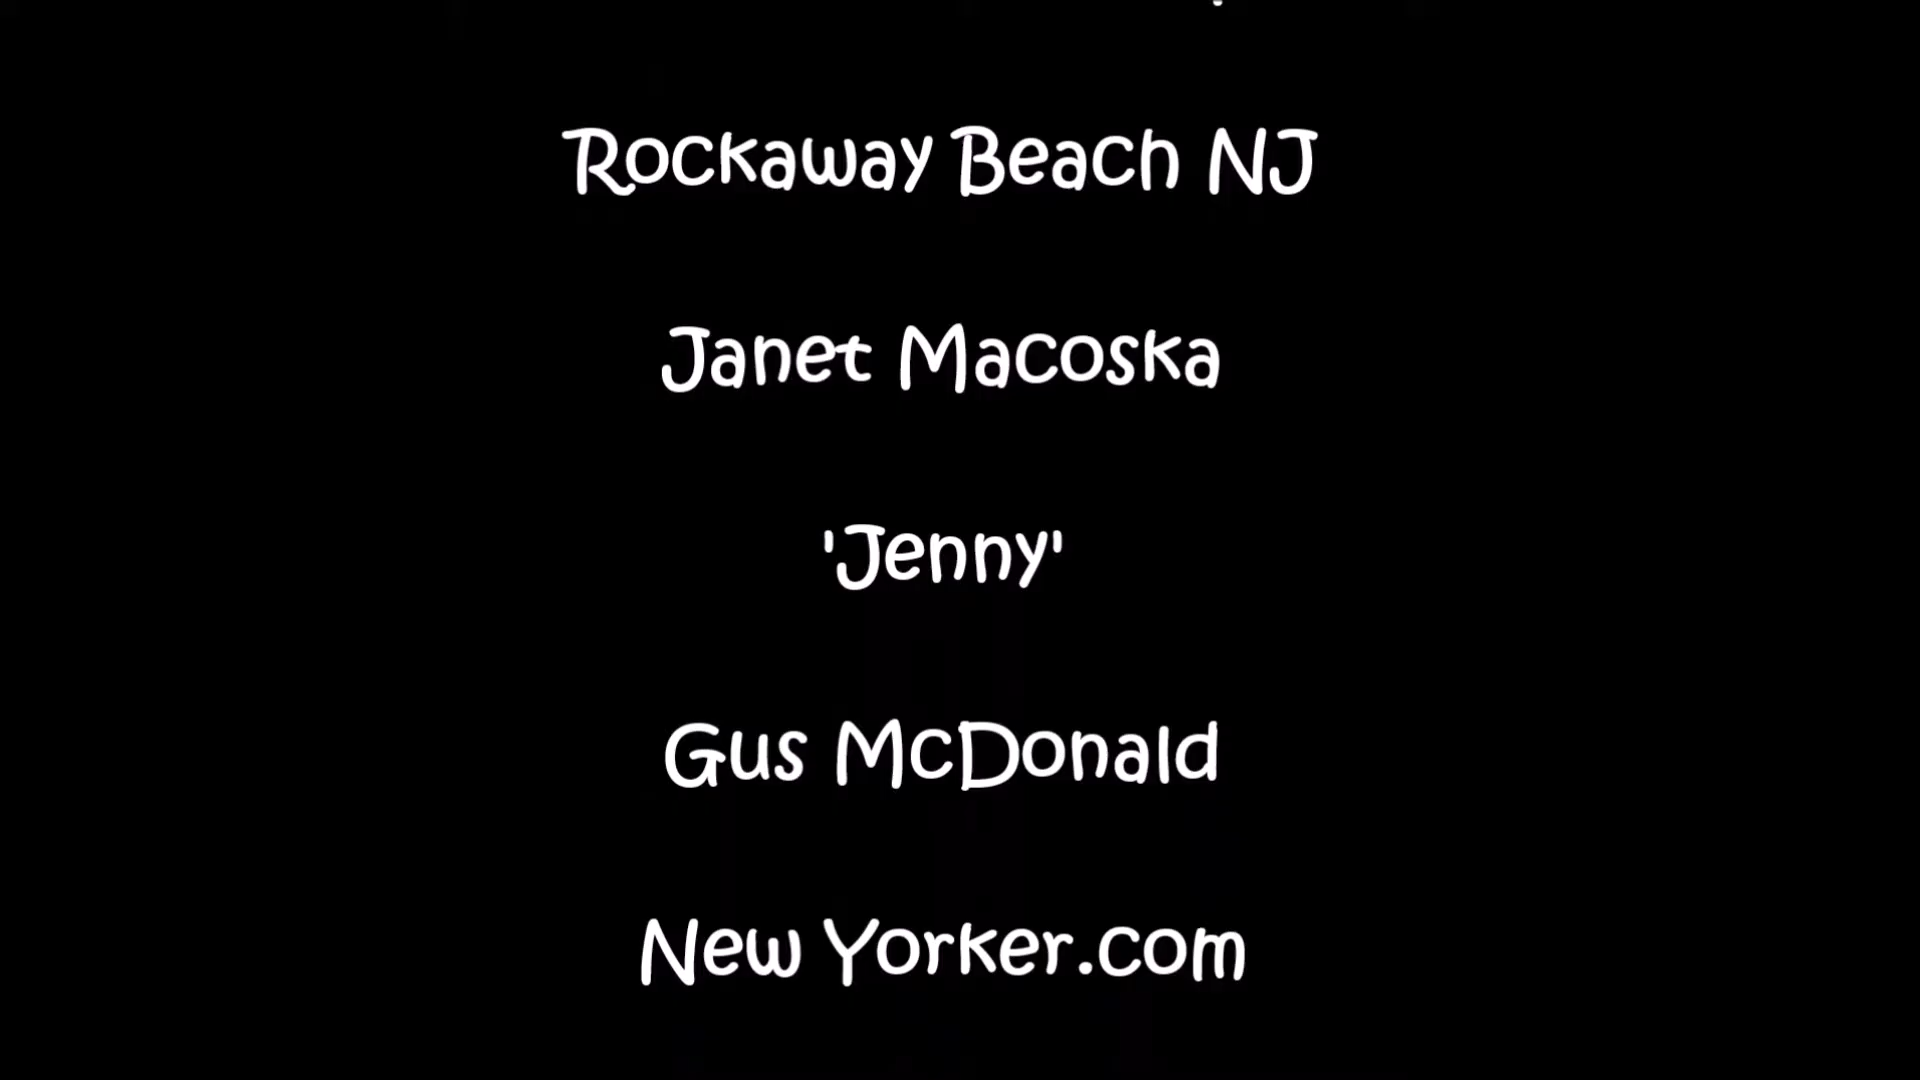 Rockaway Beach NJ
Janet Macoska
'Jenny'
Gus McDonald
New Yorker.com